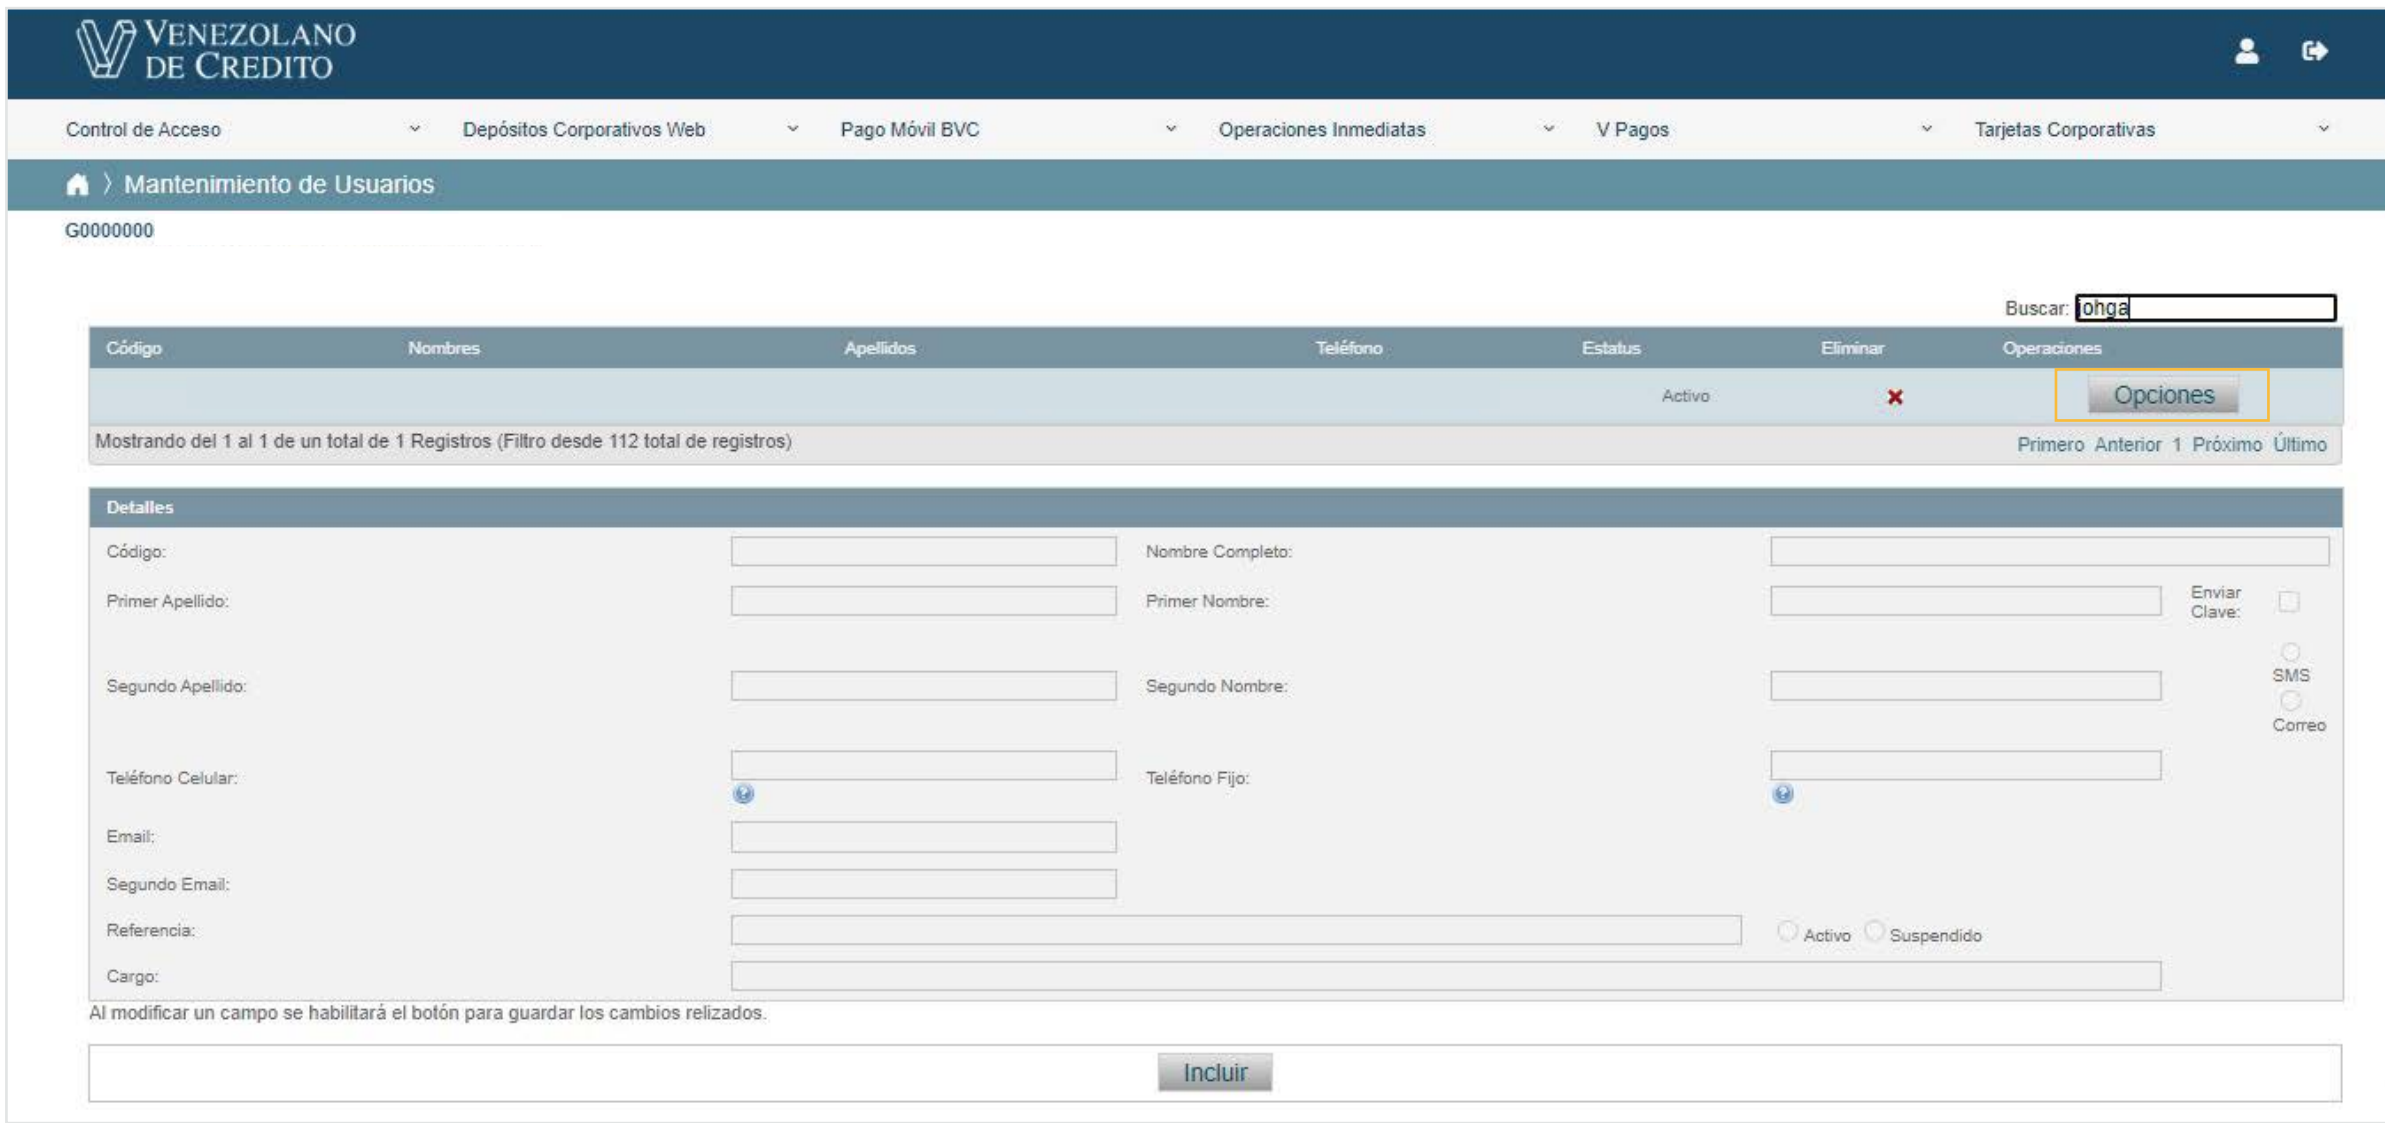 VENEZOLANO
DE CREDITO
Control de Acceso Depósitos Corporativos Web Pago Móvil BVC Operaciones Inmediatas V Pagos Tarjetas Corporativas
〉 Mantenimiento de Usuarios
G0000000
Buscar: johga
Código Nombres Apellidos Teléfono Estatus Eliminar Operaciones
Activo Opciones
Mostrando del 1 al 1 de un total de 1 Registros (Filtro desde 112 total de registros) Primero Anterior 1 Próximo Último
Detalles
Código: Nombre Completo:
Primer Apellido: Primer Nombre: Enviar Clave:
Segundo Apellido: Segundo Nombre: SMS
Correo
Teléfono Celular: Teléfono Fijo:
Email:
Segundo Email:
Referencia: Activo Suspendido
Cargo:
Al modificar un campo se habilitará el botón para guardar los cambios relizados.
Incluir